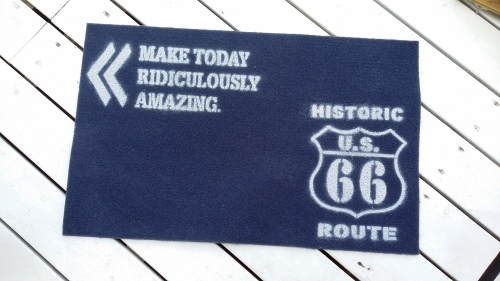 MAKE TODAY
RIDICULOUSLY
AMAZING.
HISTORIC
U.S.
66
ROUTE